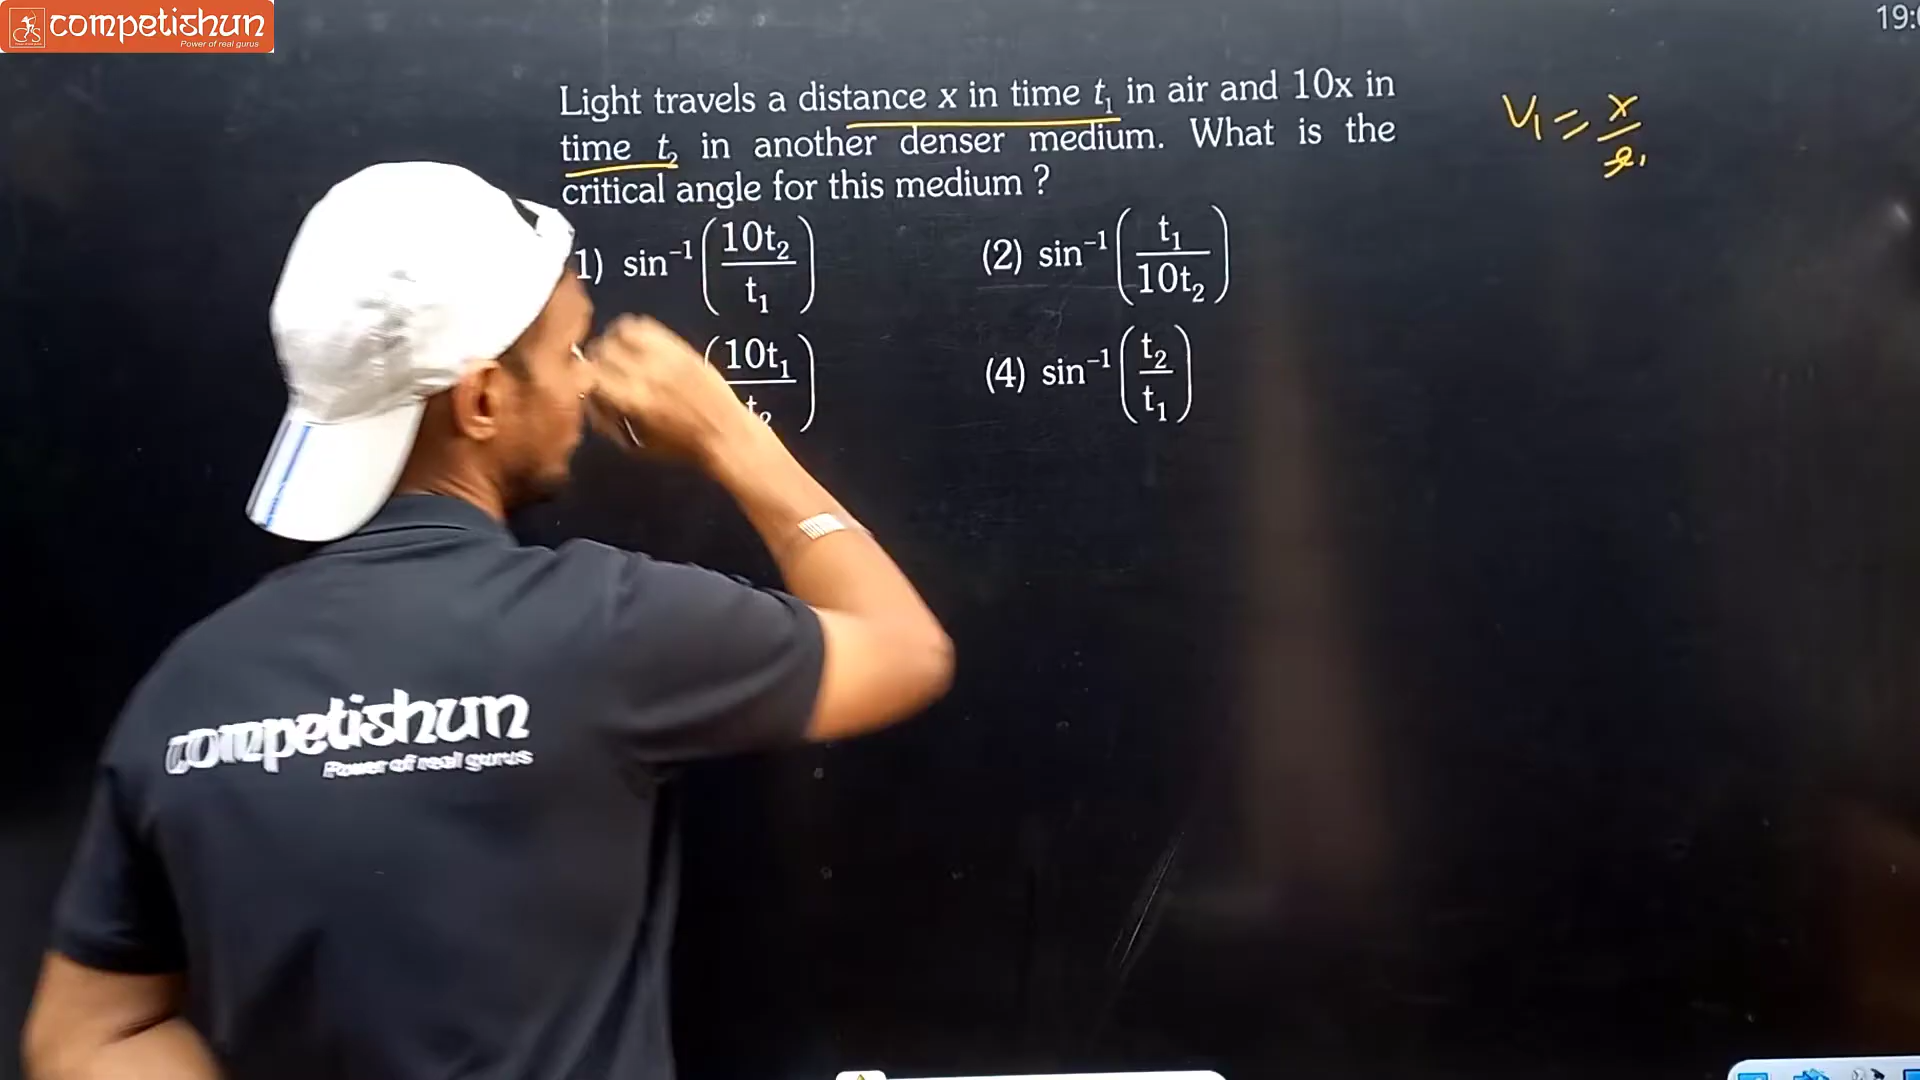 competishun
Power of real gurus
19:
Light travels a distance x in time t₁ in air and 10x in
time t₂ in another denser medium. What is the
critical angle for this medium ?
1) sin⁻¹(10t₂/t₁)
(2) sin⁻¹(t₁/10t₂)
(10t₁/t₂)
(4) sin⁻¹(t₂/t₁)
V₁ = x/
competishun
Power of real gurus